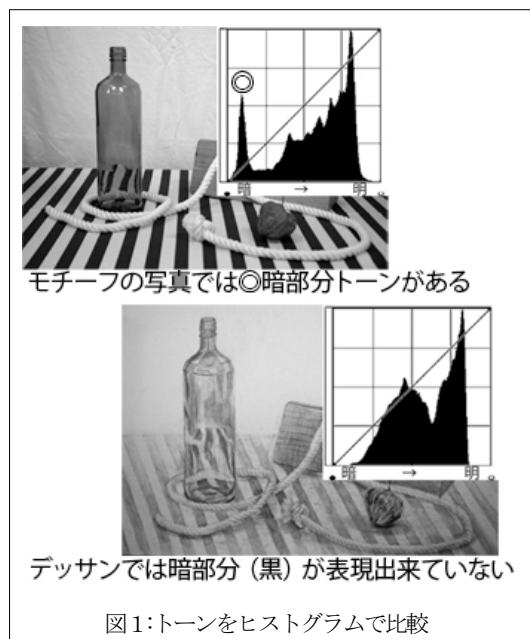 ◎
暗 → 明
モチーフの写真では◎暗部分トーンがある
暗 → 明
デッサンでは暗部分（黒）が表現出来ていない
図1:トーンをヒストグラムで比較